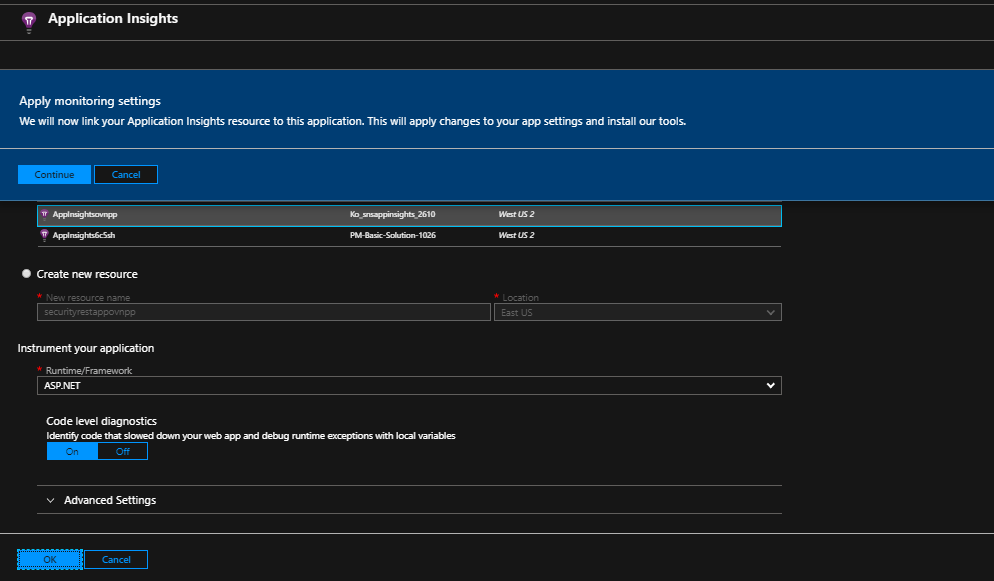 Application Insights
Apply monitoring settings
We will now link your Application Insights resource to this application. This will apply changes to your app settings and install our tools.
Continue Cancel
AppInsightsovnpp Ko_snsappinsights_2610 West US 2
AppInsights6c5sh PM-Basic-Solution-1026 West US 2
Create new resource
* New resource name * Location
securityrestappovnpp East US
Instrument your application
* Runtime/Framework
ASP.NET
Code level diagnostics
Identify code that slowed down your web app and debug runtime exceptions with local variables
On Off
Advanced Settings
OK Cancel